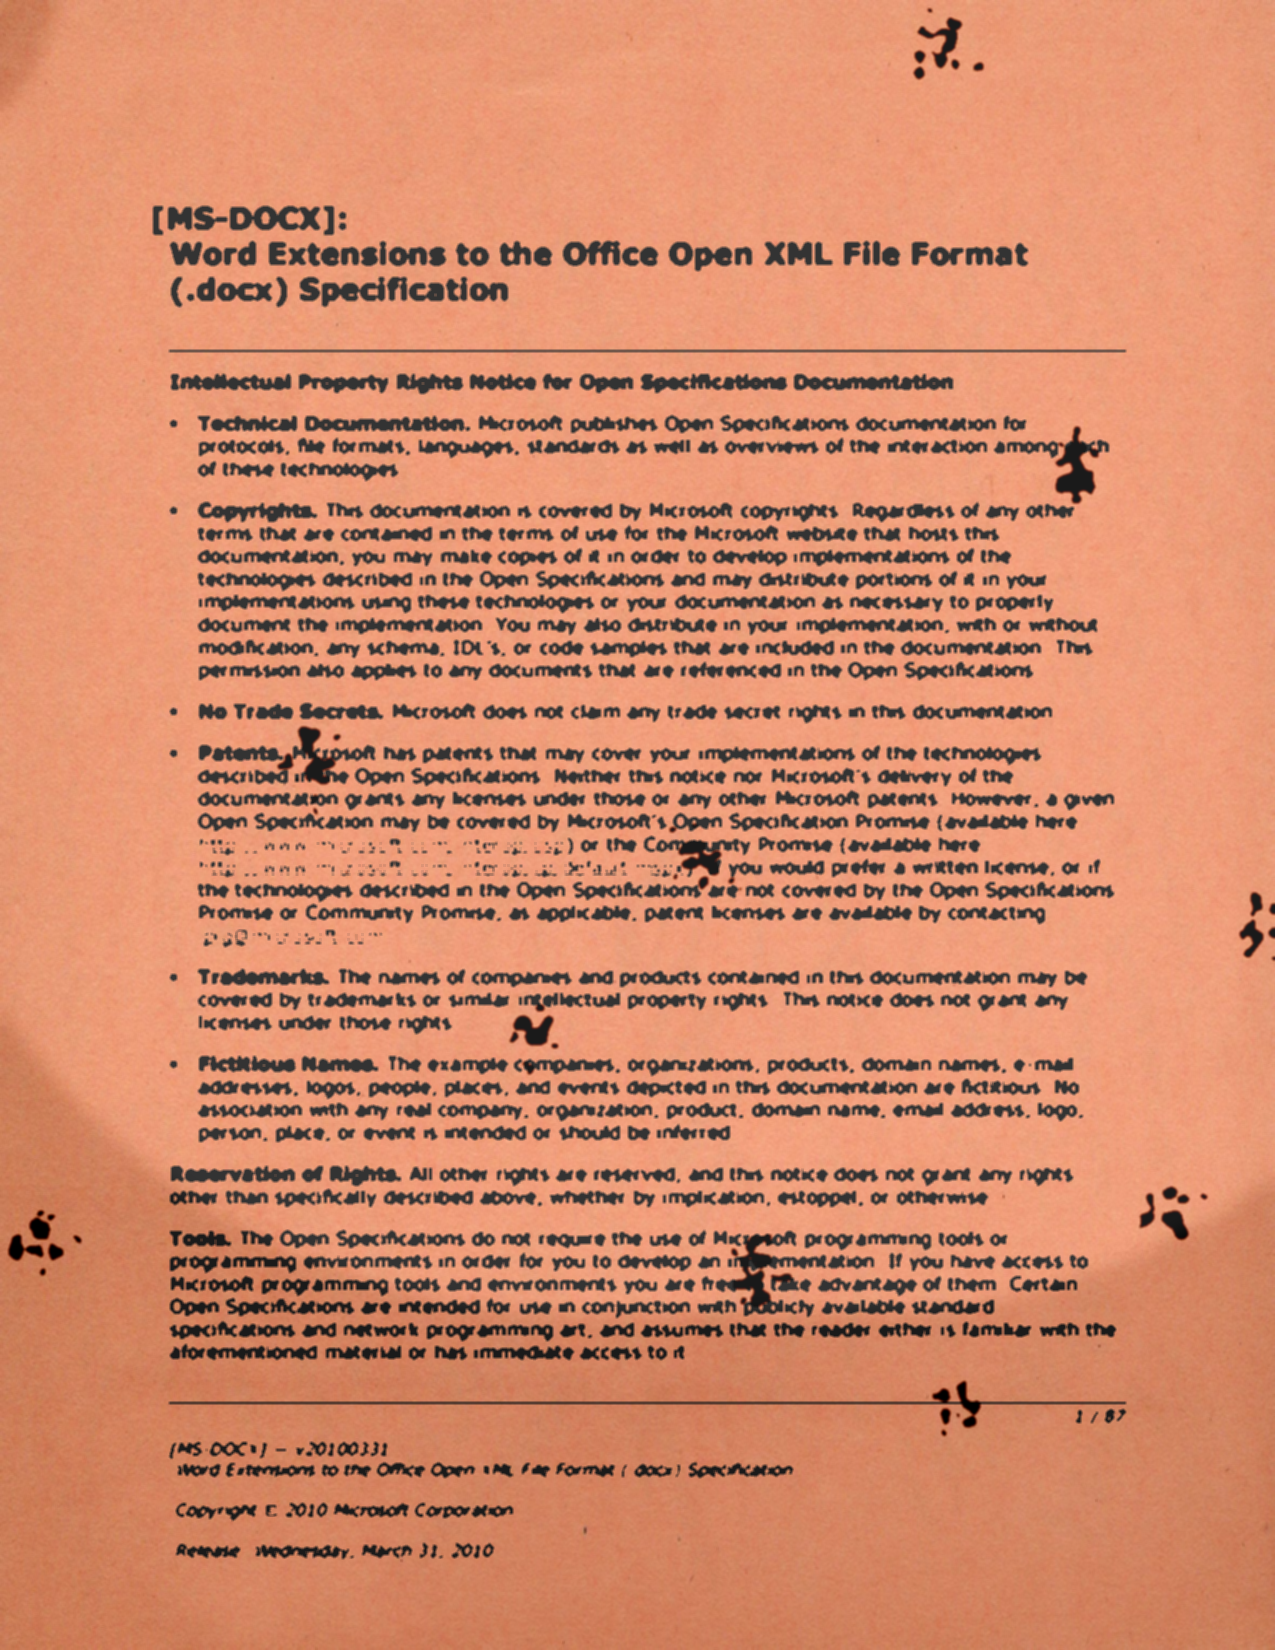 [MS-DOCX]:
Word Extensions to the Office Open XML File Format
(.docx) Specification
Intellectual Property Rights Notice for Open Specifications Documentation
• Technical Documentation. Microsoft publishes Open Specifications documentation for
protocols, file formats, languages, standards as well as overviews of the interaction among each
of these technologies.
• Copyrights. This documentation is covered by Microsoft copyrights. Regardless of any other
terms that are contained in the terms of use for the Microsoft website that hosts this
documentation, you may make copies of it in order to develop implementations of the
technologies described in the Open Specifications and may distribute portions of it in your
implementations using these technologies or your documentation as necessary to properly
document the implementation. You may also distribute in your implementation, with or without
modification, any schema, IDL's, or code samples that are included in the documentation. This
permission also applies to any documents that are referenced in the Open Specifications.
• No Trade Secrets. Microsoft does not claim any trade secret rights in this documentation.
• Patents. Microsoft has patents that may cover your implementations of the technologies
described in the Open Specifications. Neither this notice nor Microsoft's delivery of the
documentation grants any licenses under those or any other Microsoft patents. However, a given
Open Specification may be covered by Microsoft's Open Specification Promise (available here
) or the Community Promise (available here
you would prefer a written license, or if
the technologies described in the Open Specifications are not covered by the Open Specifications
Promise or Community Promise, as applicable, patent licenses are available by contacting
• Trademarks. The names of companies and products contained in this documentation may be
covered by trademarks or similar intellectual property rights. This notice does not grant any
licenses under those rights.
• Fictitious Names. The example companies, organizations, products, domain names, e-mail
addresses, logos, people, places, and events depicted in this documentation are fictitious. No
association with any real company, organization, product, domain name, email address, logo,
person, place, or event is intended or should be inferred.
Reservation of Rights. All other rights are reserved, and this notice does not grant any rights
other than specifically described above, whether by implication, estoppel, or otherwise.
Tools. The Open Specifications do not require the use of Microsoft programming tools or
programming environments in order for you to develop an implementation. If you have access to
Microsoft programming tools and environments you are free to take advantage of them. Certain
Open Specifications are intended for use in conjunction with publicly available standard
specifications and network programming art, and assumes that the reader either is familiar with the
aforementioned material or has immediate access to it.
1 / 87
[MS-DOCX] — v20100331
Word Extensions to the Office Open XML File Format (.docx) Specification
Copyright © 2010 Microsoft Corporation.
Release: Wednesday, March 31, 2010